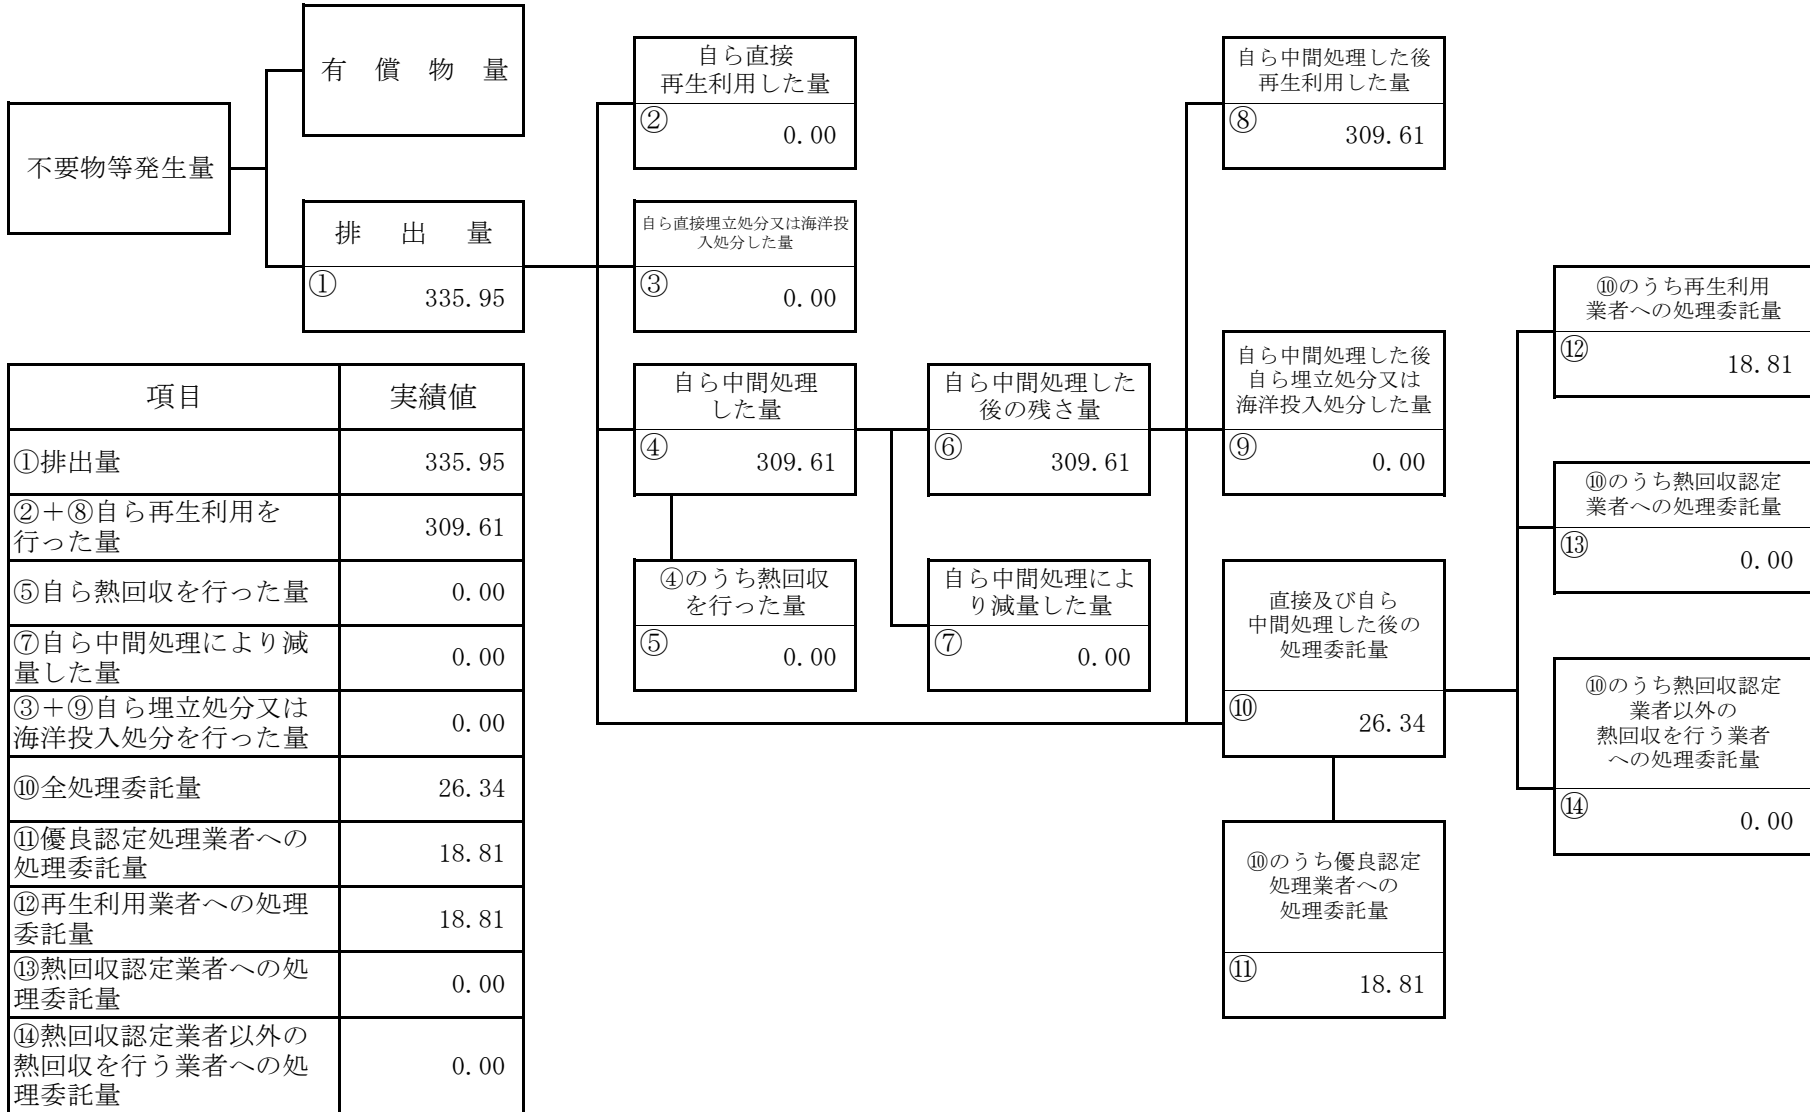 有償物量
不要物等発生量
排出量
①
335.95
自ら直接
再生利用した量
②
0.00
自ら直接埋立処分又は海洋投
入処分した量
③
0.00
自ら中間処理
した量
④
309.61
④のうち熱回収
を行った量
⑤
0.00
自ら中間処理した
後の残さ量
⑥
309.61
自ら中間処理によ
り減量した量
⑦
0.00
自ら中間処理した後
再生利用した量
⑧
309.61
自ら中間処理した後
自ら埋立処分又は
海洋投入処分した量
⑨
0.00
直接及び自ら
中間処理した後の
処理委託量
⑩
26.34
⑩のうち優良認定
処理業者への
処理委託量
⑪
18.81
⑩のうち再生利用
業者への処理委託量
⑫
18.81
⑩のうち熱回収認定
業者への処理委託量
⑬
0.00
⑩のうち熱回収認定
業者以外の
熱回収を行う業者
への処理委託量
⑭
0.00
項目 実績値
①排出量 335.95
②+⑧自ら再生利用を
行った量 309.61
⑤自ら熱回収を行った量 0.00
⑦自ら中間処理により減
量した量 0.00
③+⑨自ら埋立処分又は
海洋投入処分を行った量 0.00
⑩全処理委託量 26.34
⑪優良認定処理業者への
処理委託量 18.81
⑫再生利用業者への処理
委託量 18.81
⑬熱回収認定業者への処
理委託量 0.00
⑭熱回収認定業者以外の
熱回収を行う業者への処
理委託量 0.00